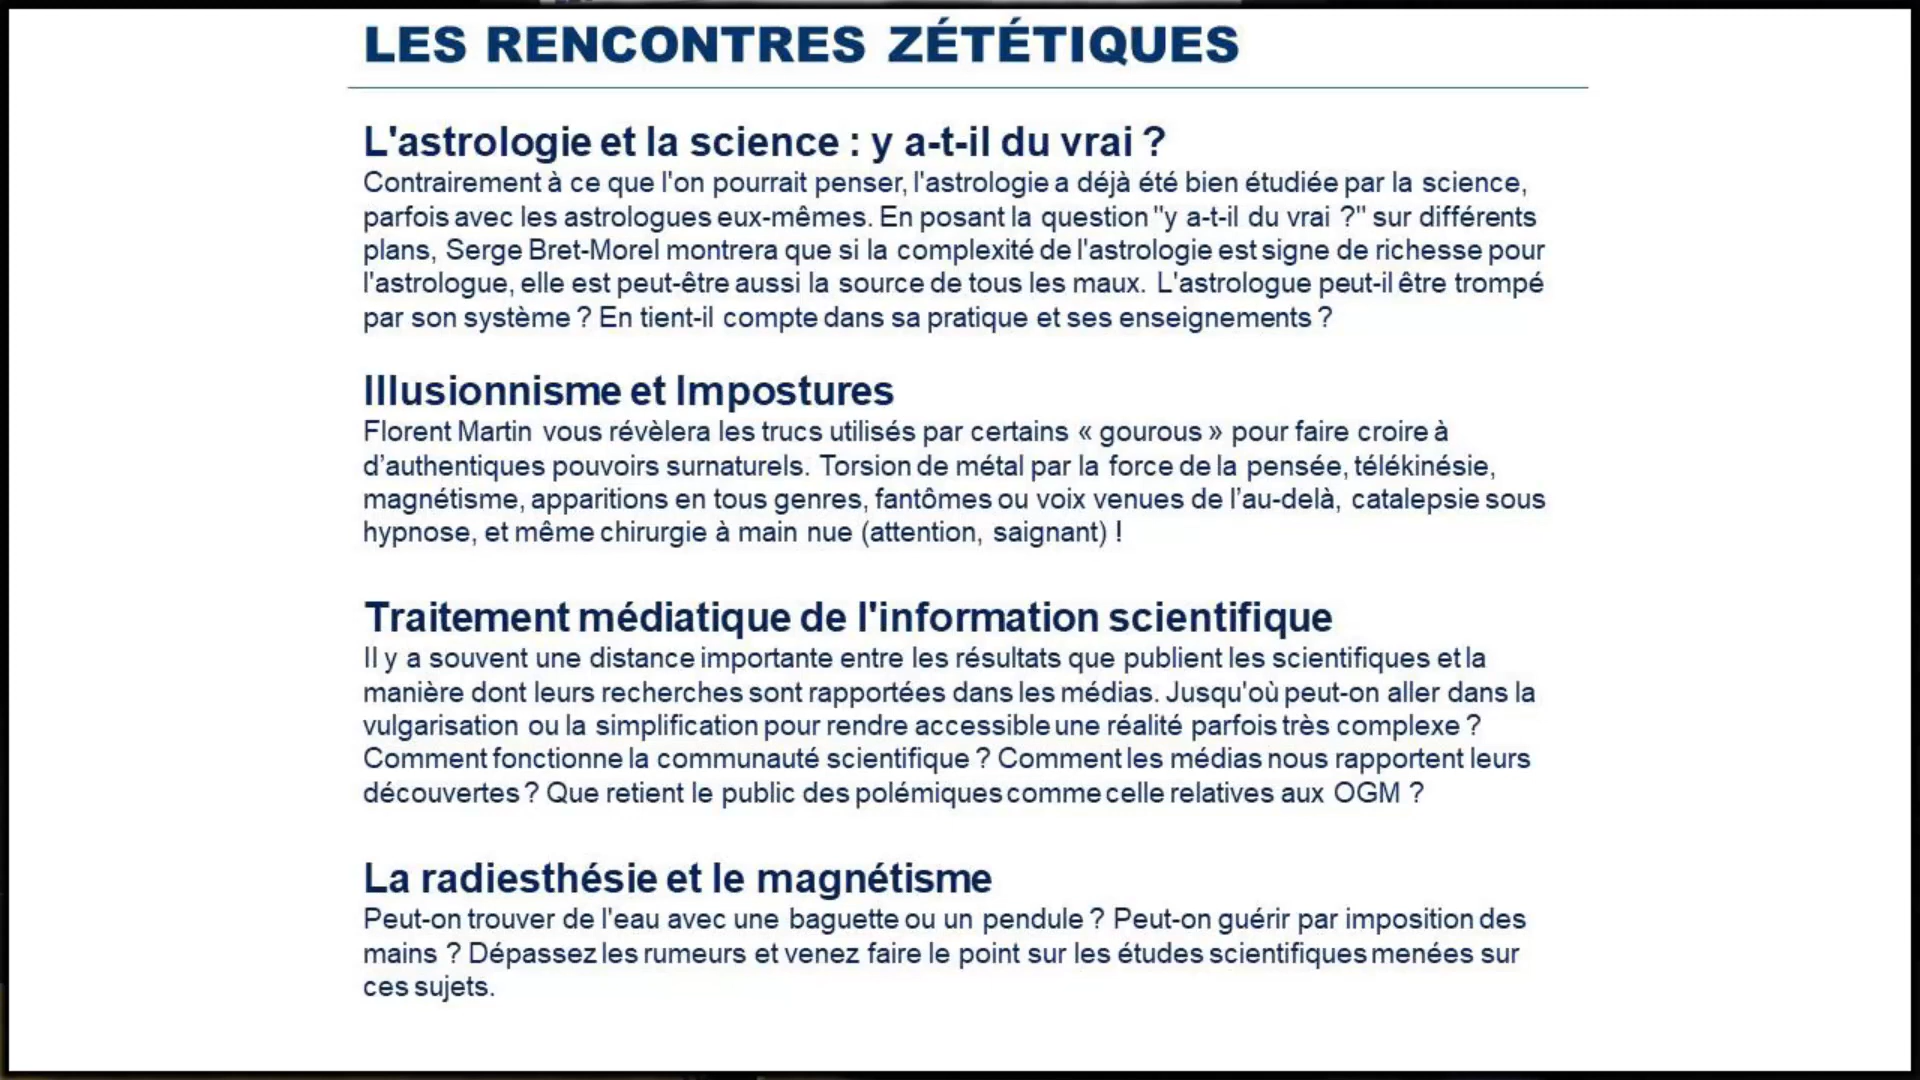 LES RENCONTRES ZÉTÉTIQUES
L'astrologie et la science : y a-t-il du vrai ?
Contrairement à ce que l'on pourrait penser, l'astrologie a déjà été bien étudiée par la science,
parfois avec les astrologues eux-mêmes. En posant la question "y a-t-il du vrai ?" sur différents
plans, Serge Bret-Morel montrera que si la complexité de l'astrologie est signe de richesse pour
l'astrologue, elle est peut-être aussi la source de tous les maux. L'astrologue peut-il être trompé
par son système ? En tient-il compte dans sa pratique et ses enseignements ?
Illusionnisme et Impostures
Florent Martin vous révèlera les trucs utilisés par certains « gourous » pour faire croire à
d’authentiques pouvoirs surnaturels. Torsion de métal par la force de la pensée, télékinésie,
magnétisme, apparitions en tous genres, fantômes ou voix venues de l’au-delà, catalepsie sous
hypnose, et même chirurgie à main nue (attention, saignant) !
Traitement médiatique de l'information scientifique
Il y a souvent une distance importante entre les résultats que publient les scientifiques et la
manière dont leurs recherches sont rapportées dans les médias. Jusqu'où peut-on aller dans la
vulgarisation ou la simplification pour rendre accessible une réalité parfois très complexe ?
Comment fonctionne la communauté scientifique ? Comment les médias nous rapportent leurs
découvertes ? Que retient le public des polémiques comme celle relatives aux OGM ?
La radiesthésie et le magnétisme
Peut-on trouver de l'eau avec une baguette ou un pendule ? Peut-on guérir par imposition des
mains ? Dépassez les rumeurs et venez faire le point sur les études scientifiques menées sur
ces sujets.